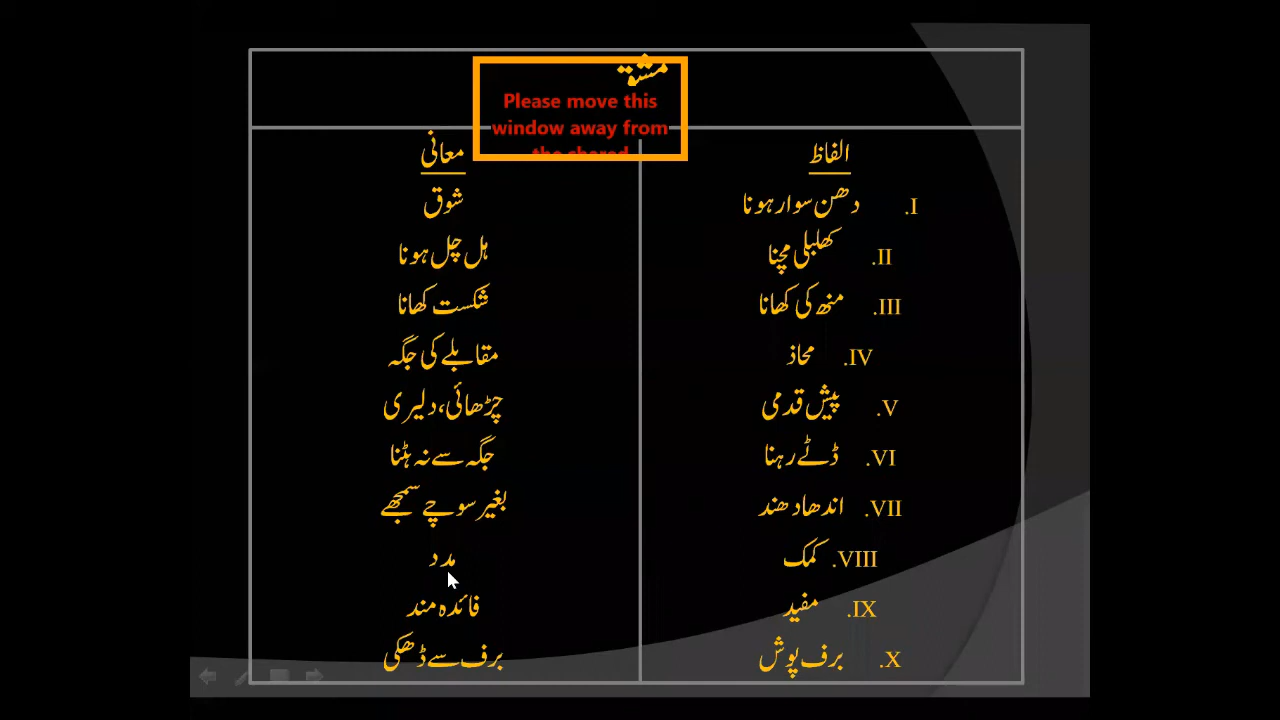 مشق
Please move this
window away from
the shared
الفاظ معانی
I. دھن سوار ہونا شوق
II. کھلبلی مچنا ہل چل ہونا
III. منھ کی کھانا شکست کھانا
IV. محاذ مقابلے کی جگہ
V. پیش قدمی چڑھائی، دلیری
VI. ڈٹے رہنا جگہ سے نہ ہٹنا
VII. اندھا دھند بغیر سوچے سمجھے
VIII. کمک مدد
IX. مفید فائدہ مند
X. برف پوش برف سے ڈھکی